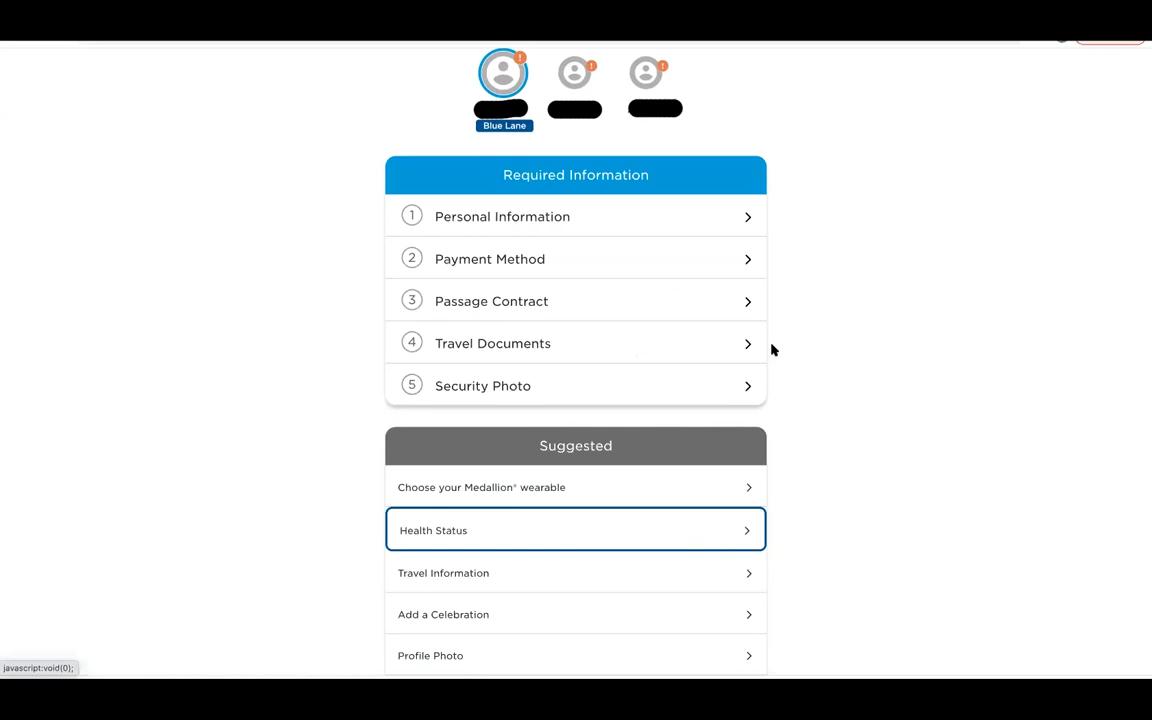 !
!
!
Blue Lane
Required Information
1 Personal Information
2 Payment Method
3 Passage Contract
4 Travel Documents
5 Security Photo
Suggested
Choose your Medallion® wearable
Health Status
Travel Information
Add a Celebration
Profile Photo
javascript:void(0);